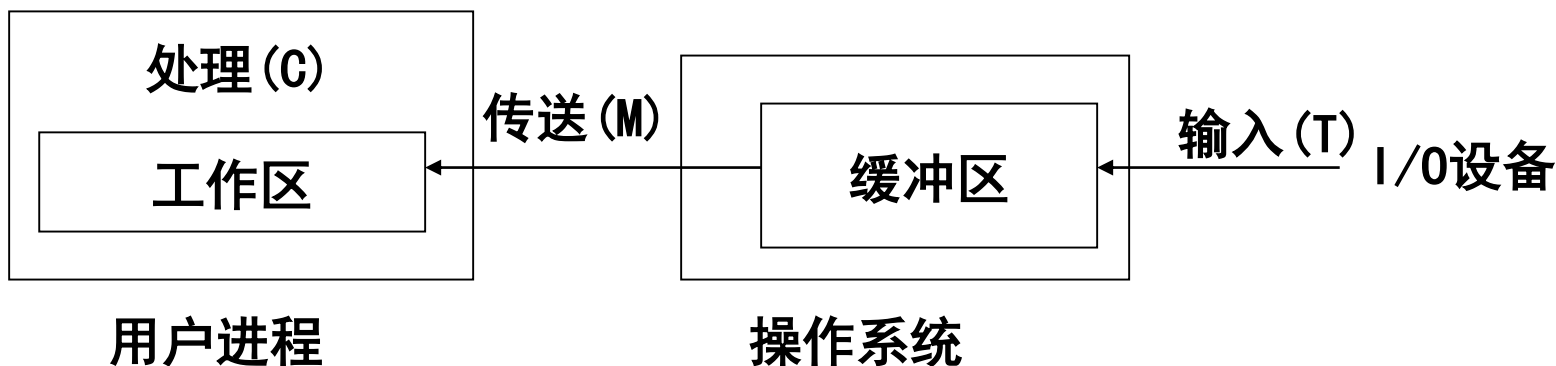 处理(C)
工作区
传送(M)
缓冲区
输入(T)
I/O设备
用户进程
操作系统